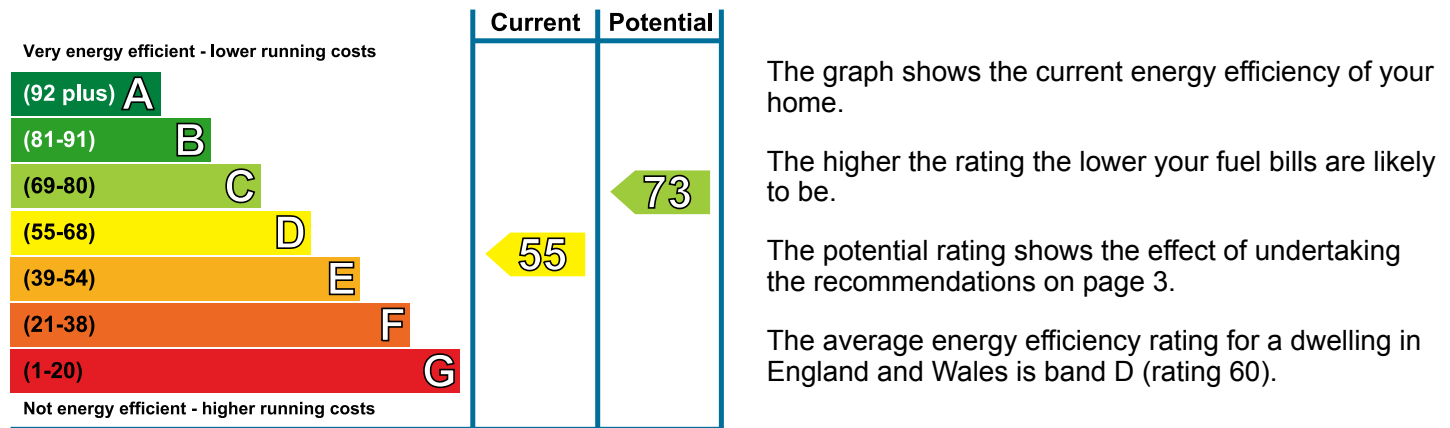 Current Potential
Very energy efficient - lower running costs
(92 plus) A
(81-91) B
(69-80) C
(55-68) D
(39-54) E
(21-38) F
(1-20) G
Not energy efficient - higher running costs
73
55
The graph shows the current energy efficiency of your
home.
The higher the rating the lower your fuel bills are likely
to be.
The potential rating shows the effect of undertaking
the recommendations on page 3.
The average energy efficiency rating for a dwelling in
England and Wales is band D (rating 60).